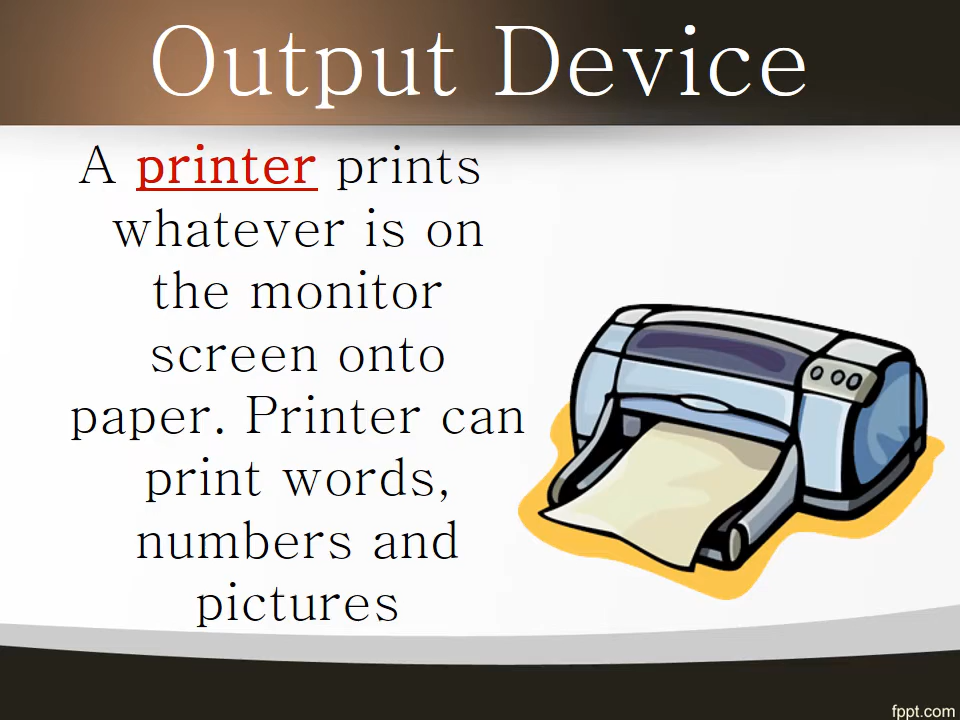 Output Device
A printer prints
whatever is on
the monitor
screen onto
paper. Printer can
print words,
numbers and
pictures
fppt.com